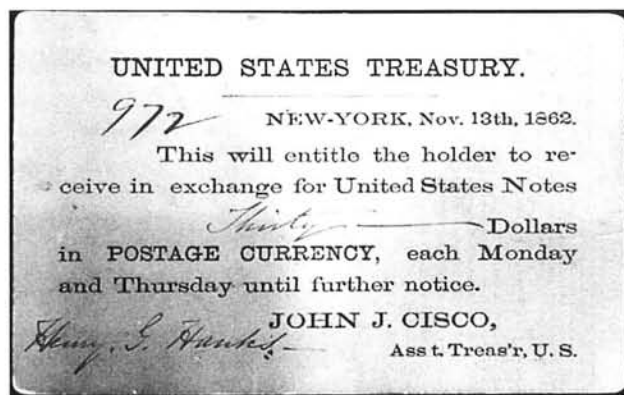 UNITED STATES TREASURY.
972 NEW-YORK, Nov. 13th, 1862.
This will entitle the holder to re-
ceive in exchange for United States Notes
Thirty Dollars
in POSTAGE CURRENCY, each Monday
and Thursday until further notice.
JOHN J. CISCO,
Henry. G. Hanks. Ass t. Treas'r, U. S.